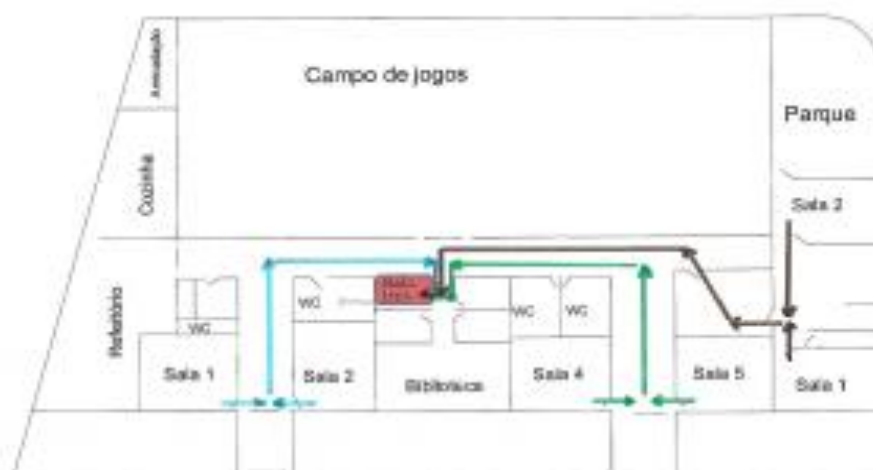 Arrecadação
Campo de jogos
Parque
Cozinha
Sala 2
Refeitório
WC
WC
WC
WC
Sala 1
Sala 2
Biblioteca
Sala 4
Sala 5
Sala 1